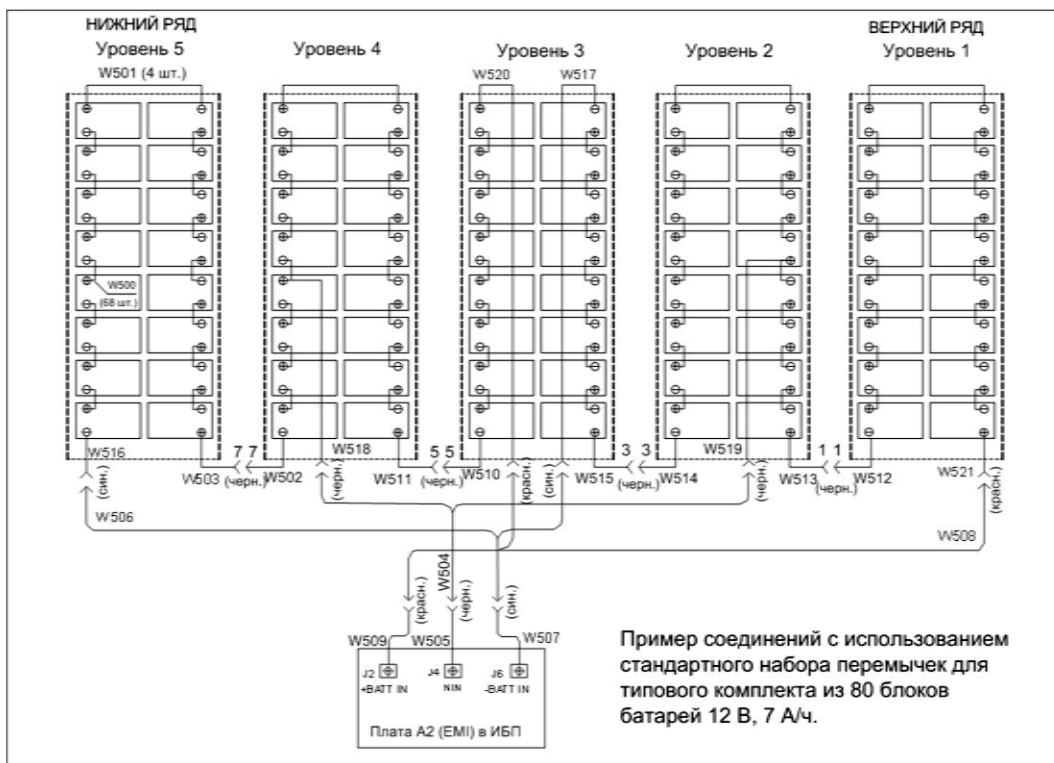 НИЖНИЙ РЯД
Уровень 5
Уровень 4
Уровень 3
Уровень 2
ВЕРХНИЙ РЯД
Уровень 1
W501 (4 шт.)
W520
W517
W500
(68 шт.)
W516
(син.)
W503
7 7
(черн.)
W502
W518
(черн.)
W511
5 5
(черн.)
W510
(красн.)
(син.)
W515
3 3
(черн.)
W514
W519
(черн.)
W513
1 1
(черн.)
W512
W521
(красн.)
W506
W508
(красн.)
W504
(черн.)
(син.)
W509
W505
W507
J2
+BATT IN
J4
NIN
J6
-BATT IN
Плата A2 (EMI) в ИБП
Пример соединений с использованием
стандартного набора перемычек для
типового комплекта из 80 блоков
батарей 12 В, 7 А/ч.